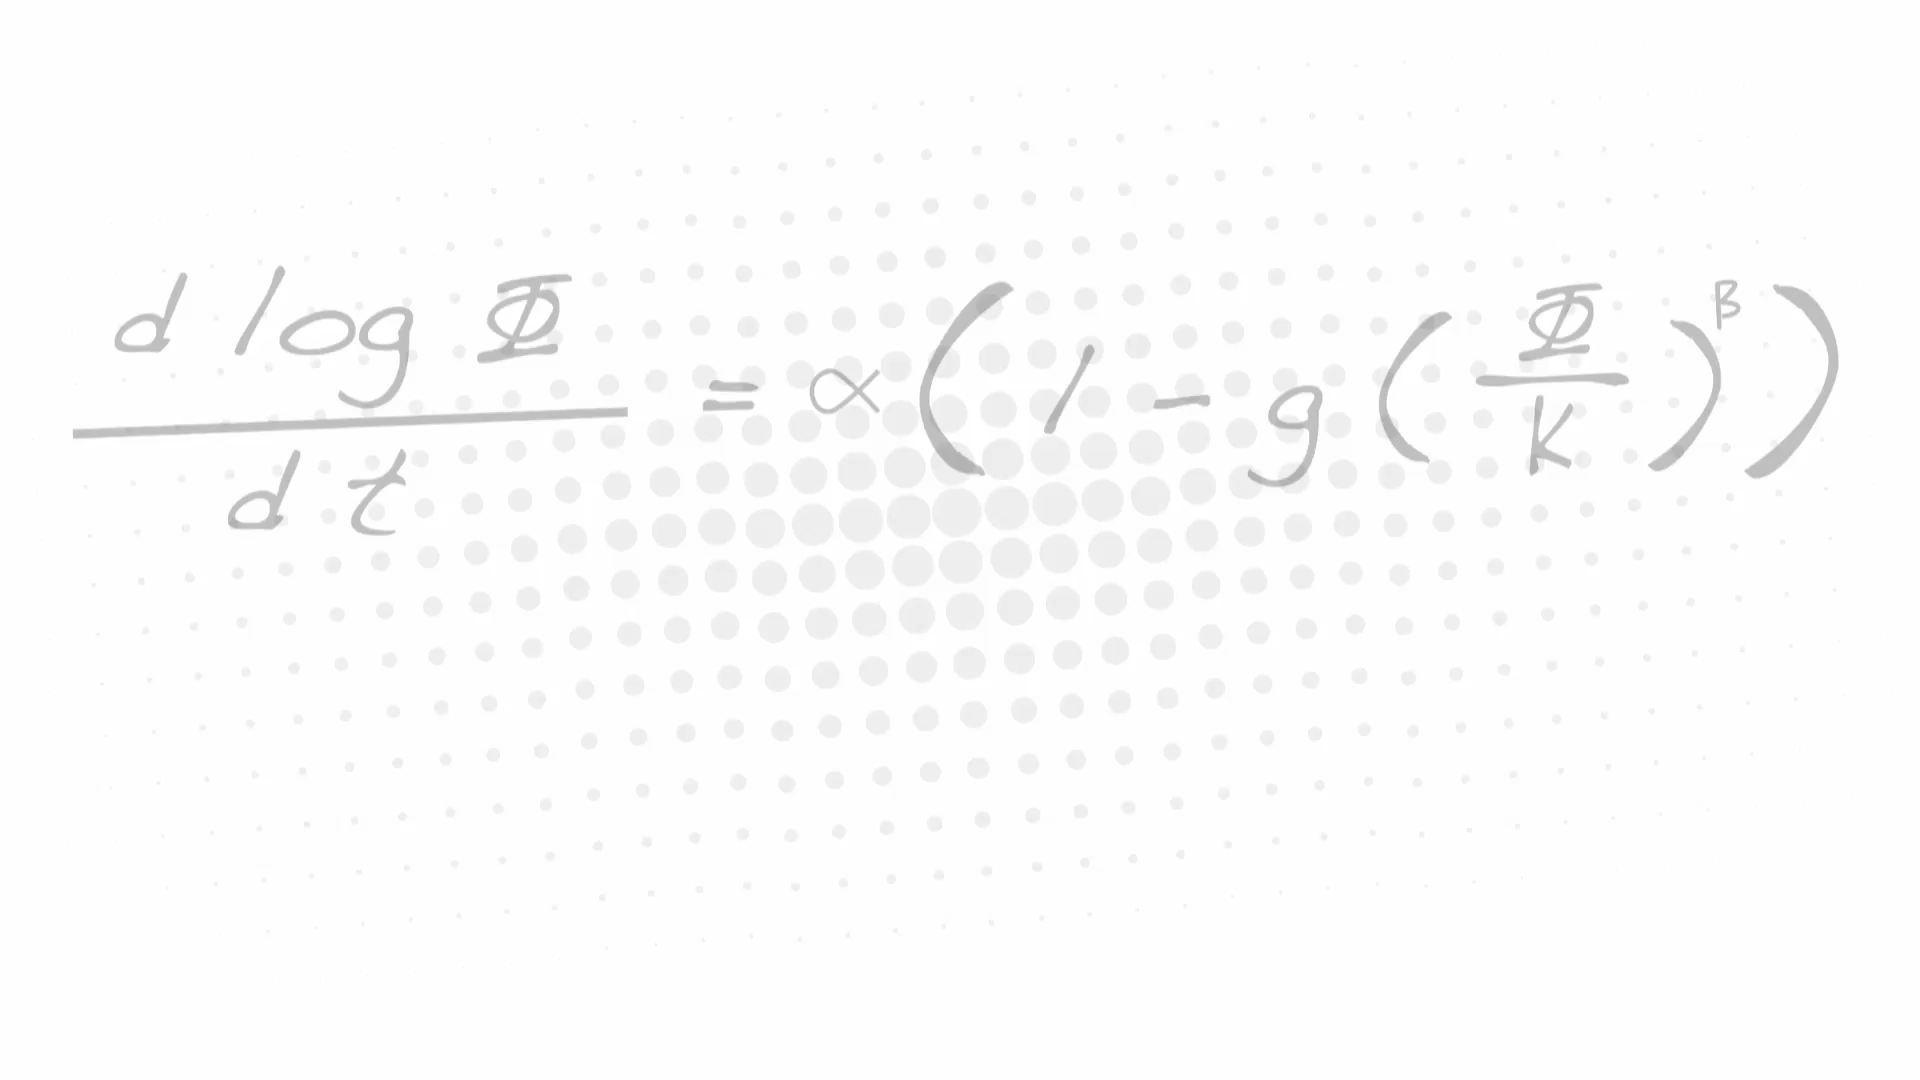 d log Φ / d t = α ( 1 - g ( Φ / K ) ^β )